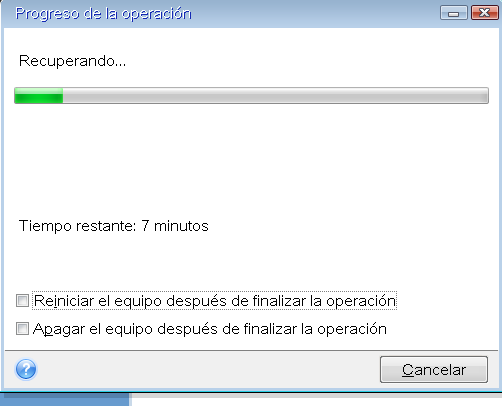 Progreso de la operación
Recuperando...
Tiempo restante: 7 minutos
Reiniciar el equipo después de finalizar la operación
Apagar el equipo después de finalizar la operación
?
Cancelar